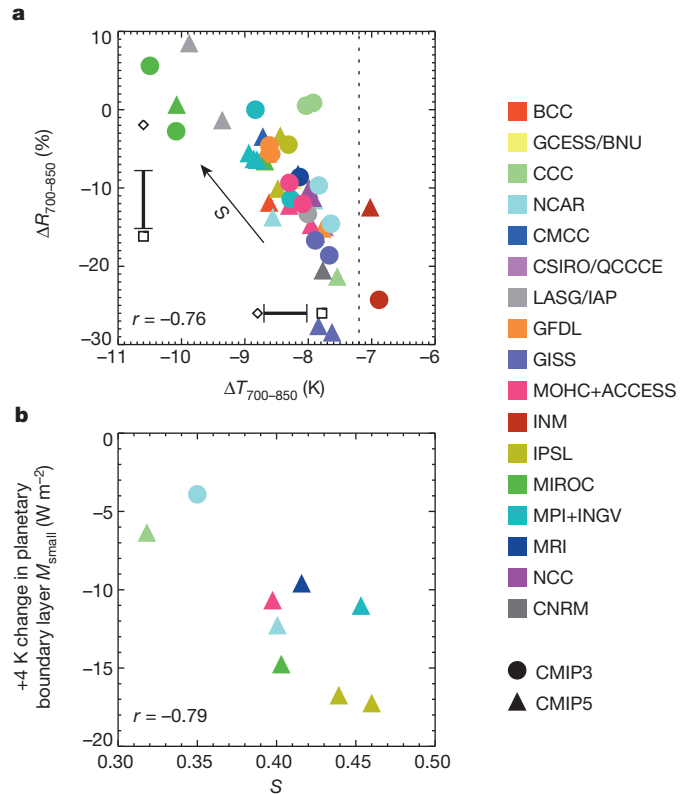 a
10
0
−10
−20
−30
ΔR700–850 (%)
S
r = −0.76
−11 −10 −9 −8 −7 −6
ΔT700–850 (K)
b
0
−5
−10
−15
−20
+4 K change in planetary
boundary layer Msmall (W m−2)
r = −0.79
0.30 0.35 0.40 0.45 0.50
S
BCC
GCESS/BNU
CCC
NCAR
CMCC
CSIRO/QCCCE
LASG/IAP
GFDL
GISS
MOHC+ACCESS
INM
IPSL
MIROC
MPI+INGV
MRI
NCC
CNRM
CMIP3
CMIP5